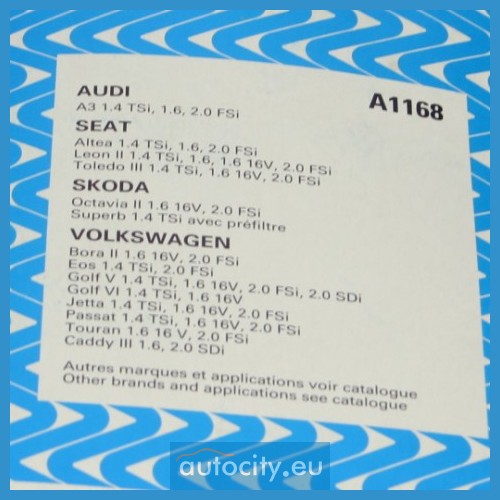 AUDI
A3 1.4 TSi, 1.6, 2.0 FSi
A1168
SEAT
Altea 1.4 TSi, 1.6, 2.0 FSi
Leon II 1.4 TSi, 1.6, 1.6 16V, 2.0 FSi
Toledo III 1.4 TSi, 1.6 16V, 2.0 FSi
SKODA
Octavia II 1.6 16V, 2.0 FSi
Superb 1.4 TSi avec préfiltre
VOLKSWAGEN
Bora II 1.6 16V, 2.0 FSi
Eos 1.4 TSi, 2.0 FSi
Golf V 1.4 TSi, 1.6 16V, 2.0 FSi, 2.0 SDi
Golf VI 1.4 TSi, 1.6 16V
Jetta 1.4 TSi, 1.6 16V, 2.0 FSi
Passat 1.4 TSi, 1.6 16V, 2.0 FSi
Touran 1.6 16 V, 2.0 FSi
Caddy III 1.6, 2.0 SDi
Autres marques et applications voir catalogue
Other brands and applications see catalogue
autocity.eu